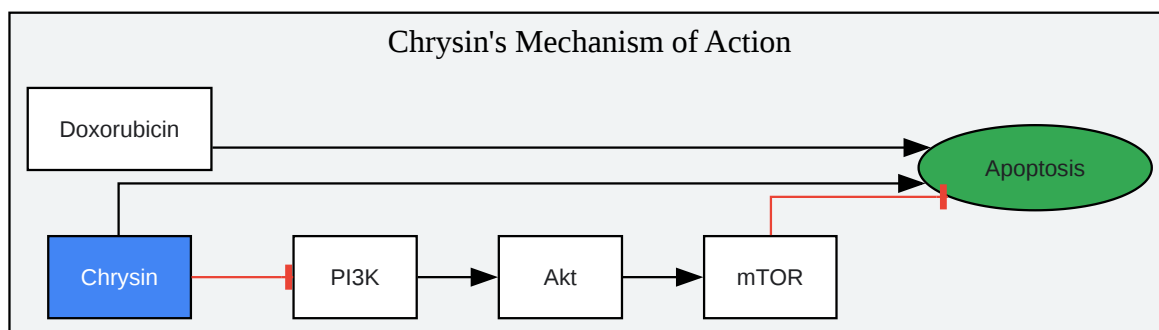 Chrysin's Mechanism of Action
Doxorubicin
Apoptosis
Chrysin
PI3K
Akt
mTOR